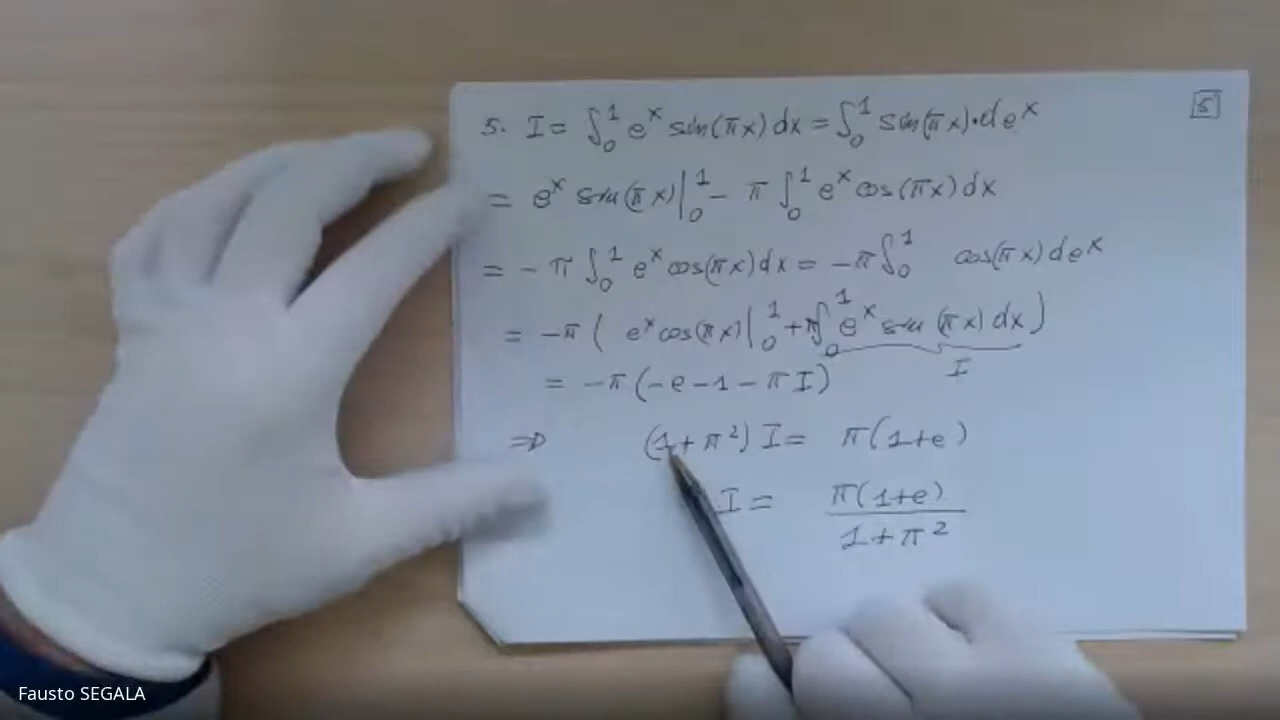 5. I = ∫₀¹ eˣ sin(πx) dx = ∫₀¹ sin(πx)·d eˣ
5
= eˣ sin(πx)|₀¹ − π ∫₀¹ eˣ cos(πx) dx
= − π ∫₀¹ eˣ cos(πx) dx = −π ∫₀¹ cos(πx) d eˣ
= −π ( eˣ cos(πx)|₀¹ + π∫₀¹ eˣ sin (πx) dx )
I
= −π (−e − 1 − π I)
⇒ (1 + π²) I = π(1+e)
I = π(1+e) / 1+π²
Fausto SEGALA